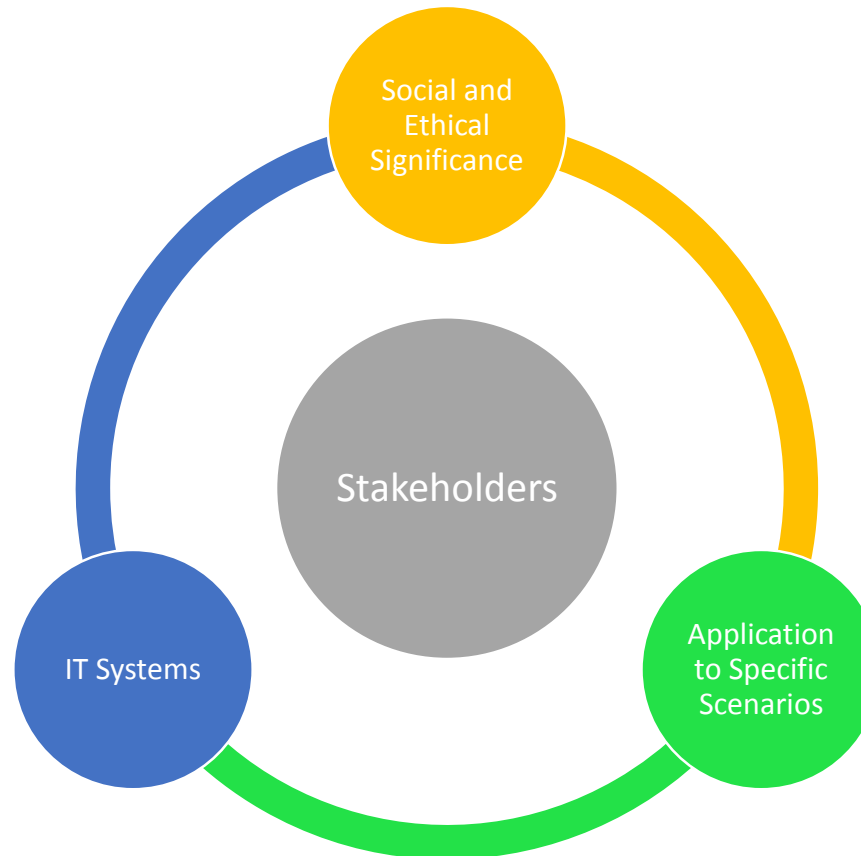 Social and
Ethical
Significance
Stakeholders
IT Systems
Application
to Specific
Scenarios